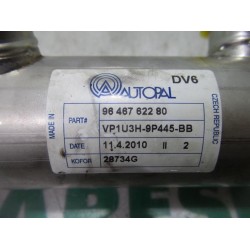 AUTOPAL
DV6
PART#
96 467 622 80
VP1U3H-9P445-BB
MADE IN
CZECH REPUBLIC
DATE
11.4.2010
II
2
KOFOR
28734G